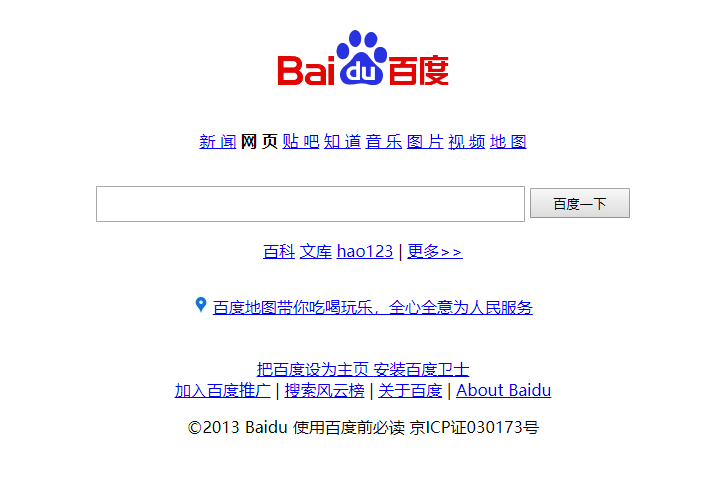 Bai du 百度
新 闻 网 页 贴 吧 知 道 音 乐 图 片 视 频 地 图
百度一下
百科 文库 hao123 | 更多>>
百度地图带你吃喝玩乐，全心全意为人民服务
把百度设为主页 安装百度卫士
加入百度推广 | 搜索风云榜 | 关于百度 | About Baidu
©2013 Baidu 使用百度前必读 京ICP证030173号